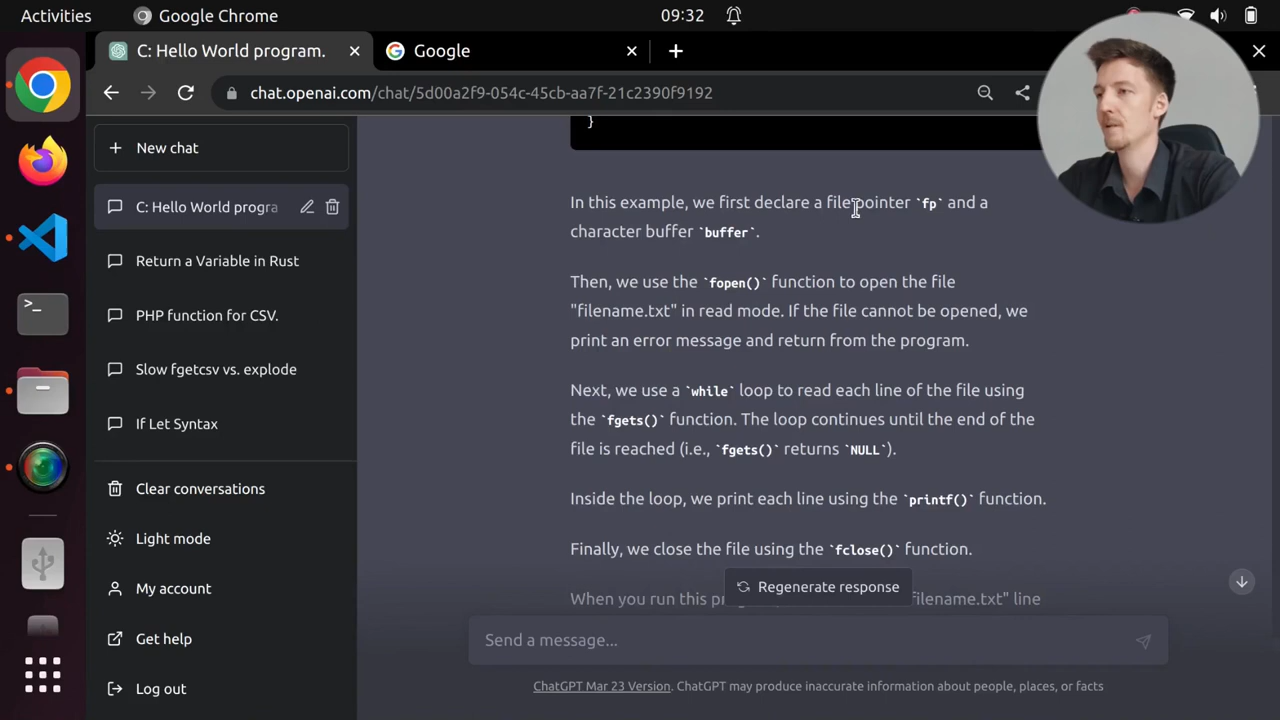 Activities
Google Chrome
09:32
C: Hello World program.
Google
chat.openai.com/chat/5d00a2f9-054c-45cb-aa7f-21c2390f9192
New chat
C: Hello World progra
Return a Variable in Rust
PHP function for CSV.
Slow fgetcsv vs. explode
If Let Syntax
Clear conversations
Light mode
My account
Get help
Log out
}
In this example, we first declare a file pointer `fp` and a
character buffer `buffer`.
Then, we use the `fopen()` function to open the file
"filename.txt" in read mode. If the file cannot be opened, we
print an error message and return from the program.
Next, we use a `while` loop to read each line of the file using
the `fgets()` function. The loop continues until the end of the
file is reached (i.e., `fgets()` returns `NULL`).
Inside the loop, we print each line using the `printf()` function.
Finally, we close the file using the `fclose()` function.
When you run this filename.txt" line
Regenerate response
Send a message...
ChatGPT Mar 23 Version. ChatGPT may produce inaccurate information about people, places, or facts